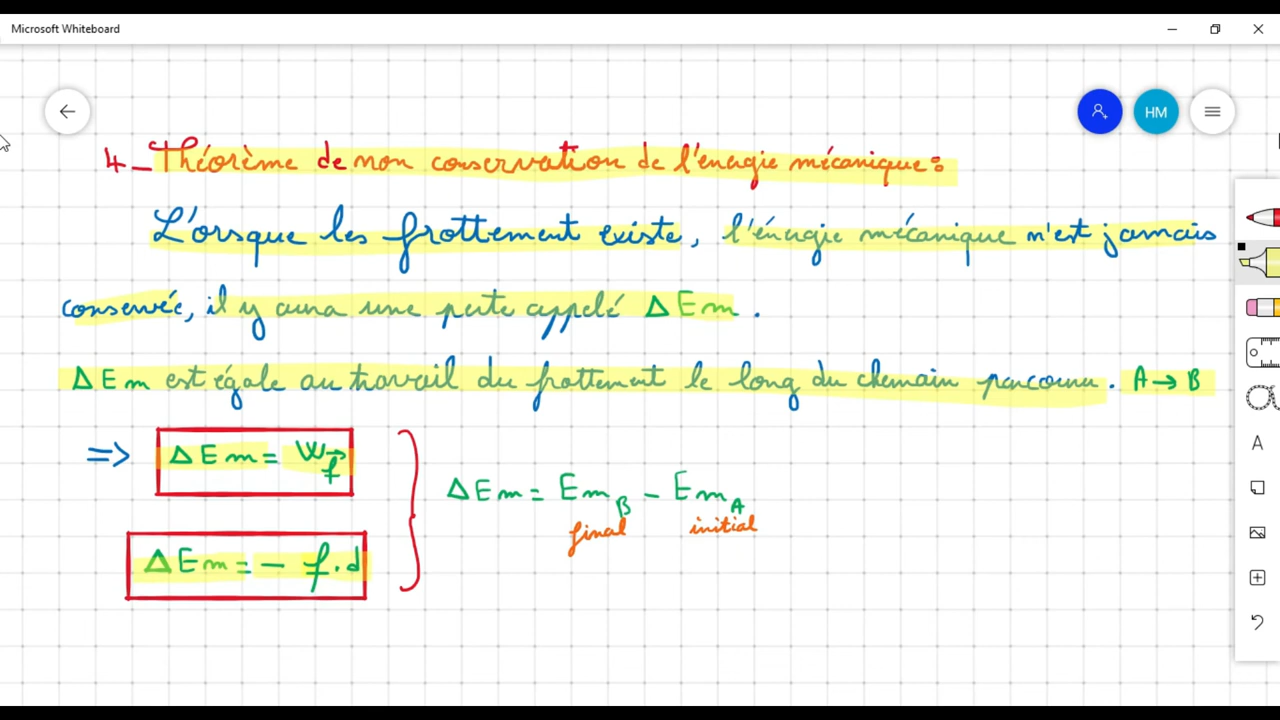 Microsoft Whiteboard
HM
4_Théorème de non conservation de l'énergie mécanique:
L'orsque les frottement existe, l'énergie mécanique n'est jamais
conservée, il y aura une perte appelé ΔEm.
ΔEm est égale au travail du frottement le long du chemin parcouru. A→B
=> ΔEm = W f⃗
ΔEm = EmB - EmA
final initial
ΔEm = - f.d
A